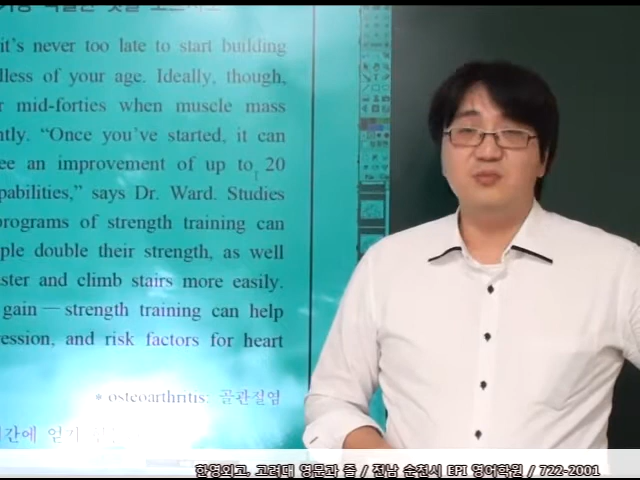 it's never too late to start building
dless of your age. Ideally, though,
r mid-forties when muscle mass
ntly. “Once you've started, it can
ee an improvement of up to 20
pabilities,” says Dr. Ward. Studies
programs of strength training can
ple double their strength, as well
aster and climb stairs more easily.
gain — strength training can help
ression, and risk factors for heart
* osteoarthritis: 골관절염
한영외고, 고려대 영문과 졸 / 전남 순천시 EPI 영어학원 / 722-2001